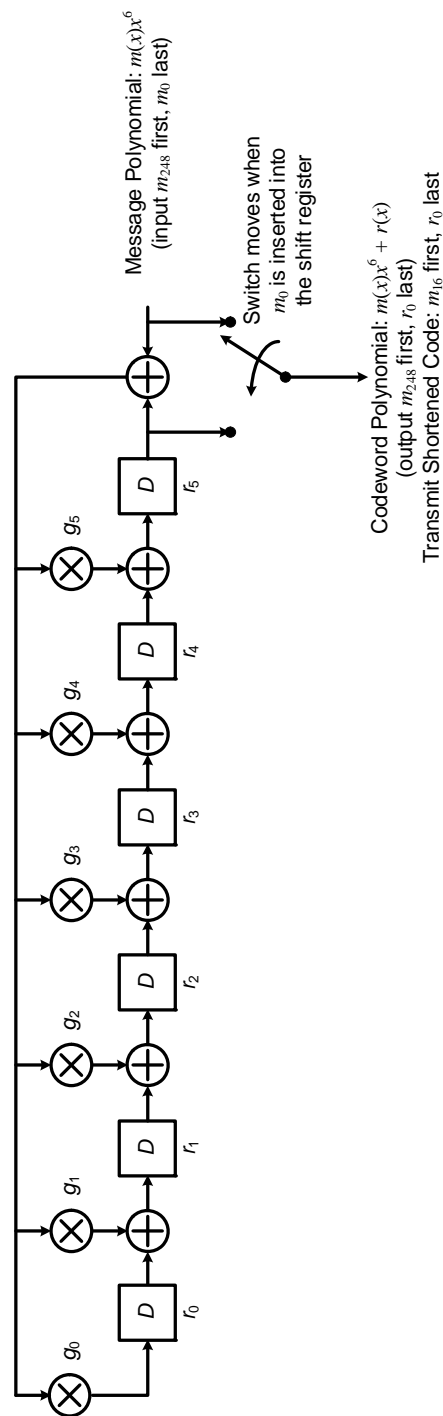 g₀
g₁
g₂
g₃
g₄
g₅
D
D
D
D
D
D
r₀
r₁
r₂
r₃
r₄
r₅
Message Polynomial: m(x)x⁶
(input m₂₄₈ first, m₀ last)
Switch moves when
m₀ is inserted into
the shift register
Codeword Polynomial: m(x)x⁶ + r(x)
(output m₂₄₈ first, r₀ last)
Transmit Shortened Code: m₁₆ first, r₀ last